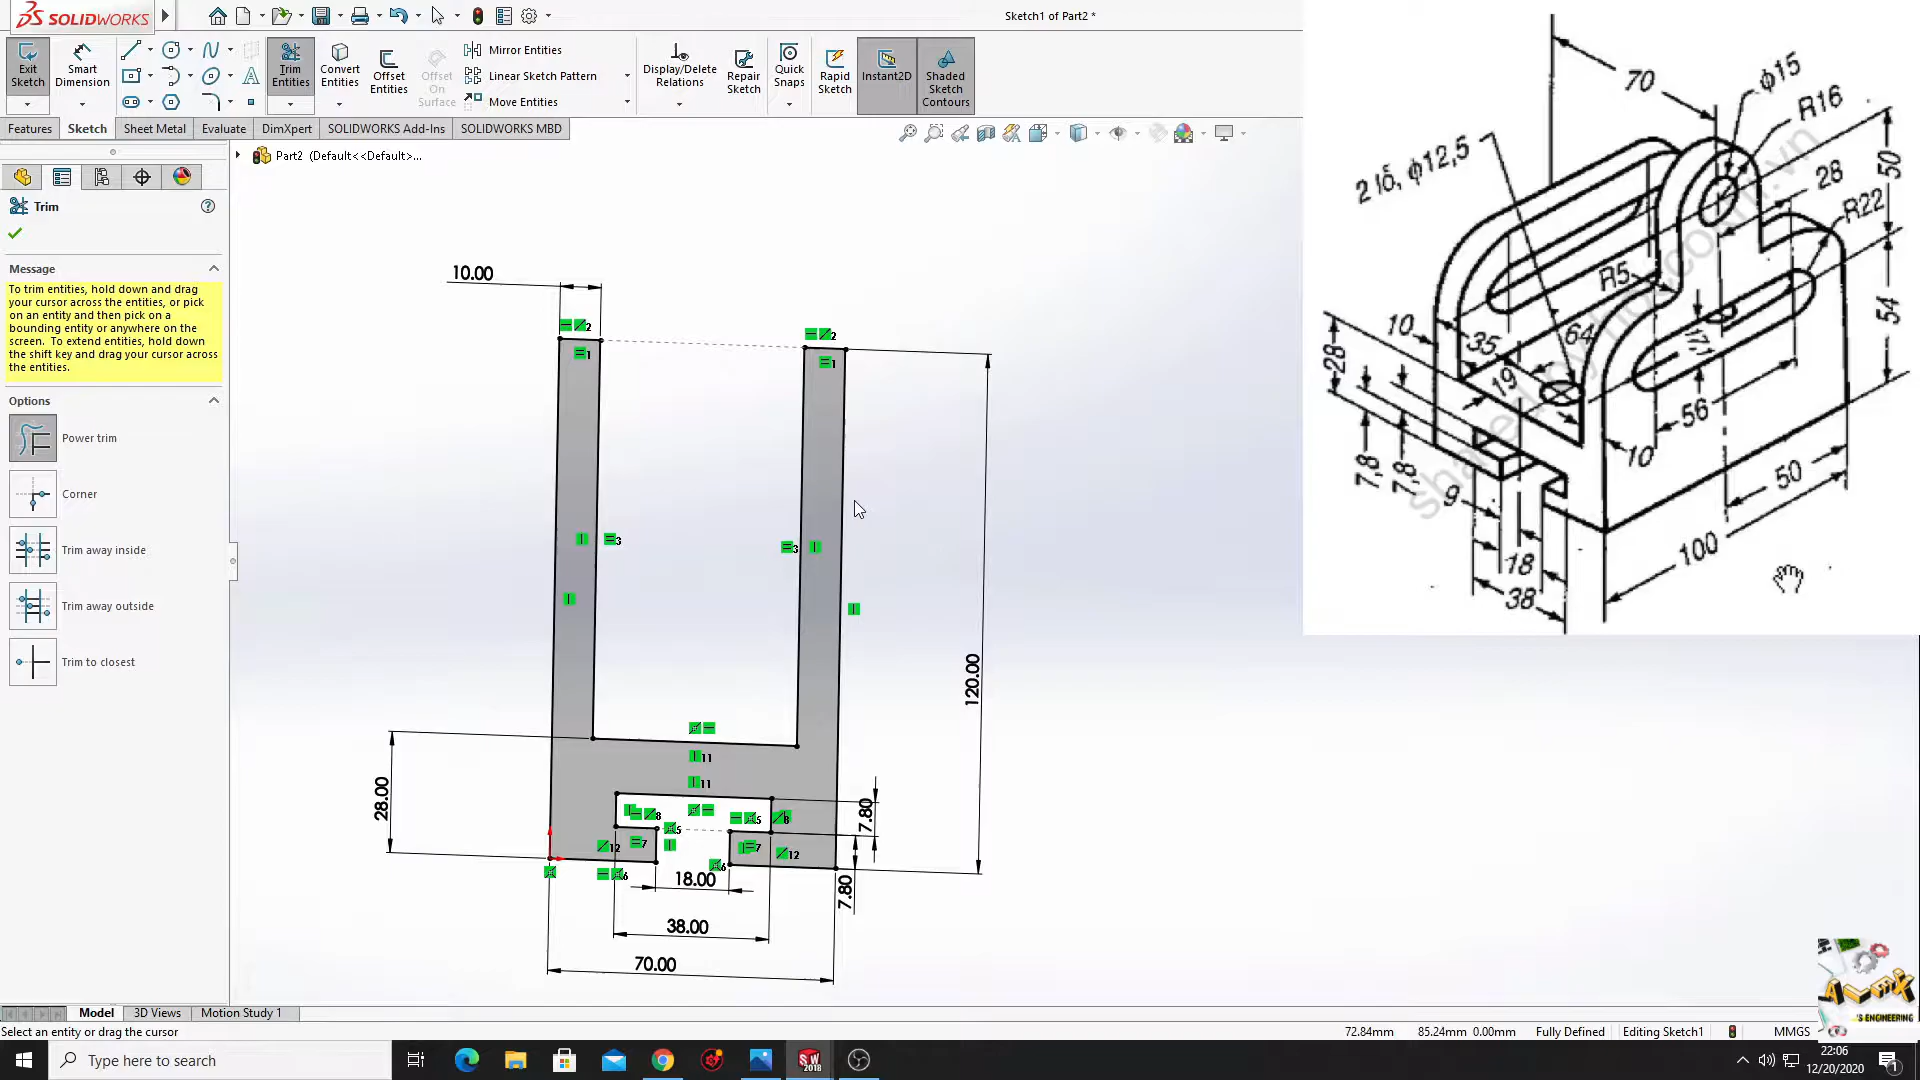 SOLIDWORKS
Sketch1 of Part2 *
Exit Sketch
Smart Dimension
Trim Entities
Convert Entities
Offset Entities
Offset On Surface
Mirror Entities
Linear Sketch Pattern
Move Entities
Display/Delete Relations
Repair Sketch
Quick Snaps
Rapid Sketch
Instant2D
Shaded Sketch Contours
Features
Sketch
Sheet Metal
Evaluate
DimXpert
SOLIDWORKS Add-Ins
SOLIDWORKS MBD
Part2 (Default<<Default>...
Trim
Message
To trim entities, hold down and drag
your cursor across the entities, or pick
on an entity and then pick on a
bounding entity or anywhere on the
screen. To extend entities, hold down
the shift key and drag your cursor across
the entities.
Options
Power trim
Corner
Trim away inside
Trim away outside
Trim to closest
10.00
120.00
28.00
7.80
7.80
18.00
38.00
70.00
70
ϕ15
R16
2 lỗ, ϕ12,5
28
50
R22
R5
54
10
35
64
28
19
17
56
7,8
7,8
10
9
50
18
100
38
Model
3D Views
Motion Study 1
Select an entity or drag the cursor
72.84mm
85.24mm
0.00mm
Fully Defined
Editing Sketch1
MMGS
ALEX
'S ENGINEERING
Type here to search
22:06
12/20/2020